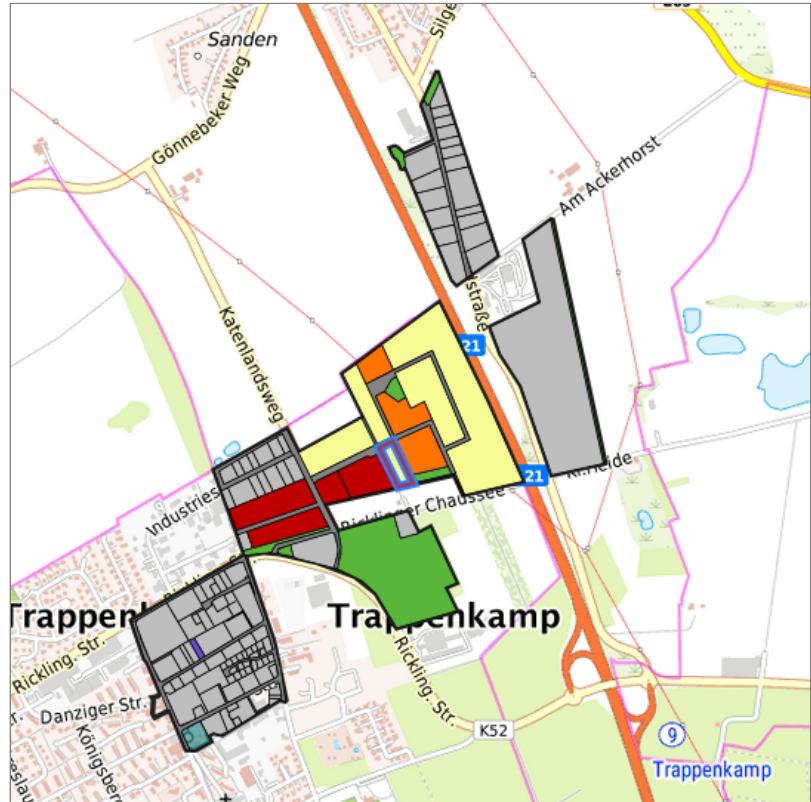 Sanden
Silge
Gönnebeker Weg
Am Ackerhorst
Katenlandsweg
21
Industries
21
Ricklinger Chaussee
Trappenkamp
Rickling. Str.
Rickling. Str.
Danziger Str.
Königsberg
K52
9
Trappenkamp